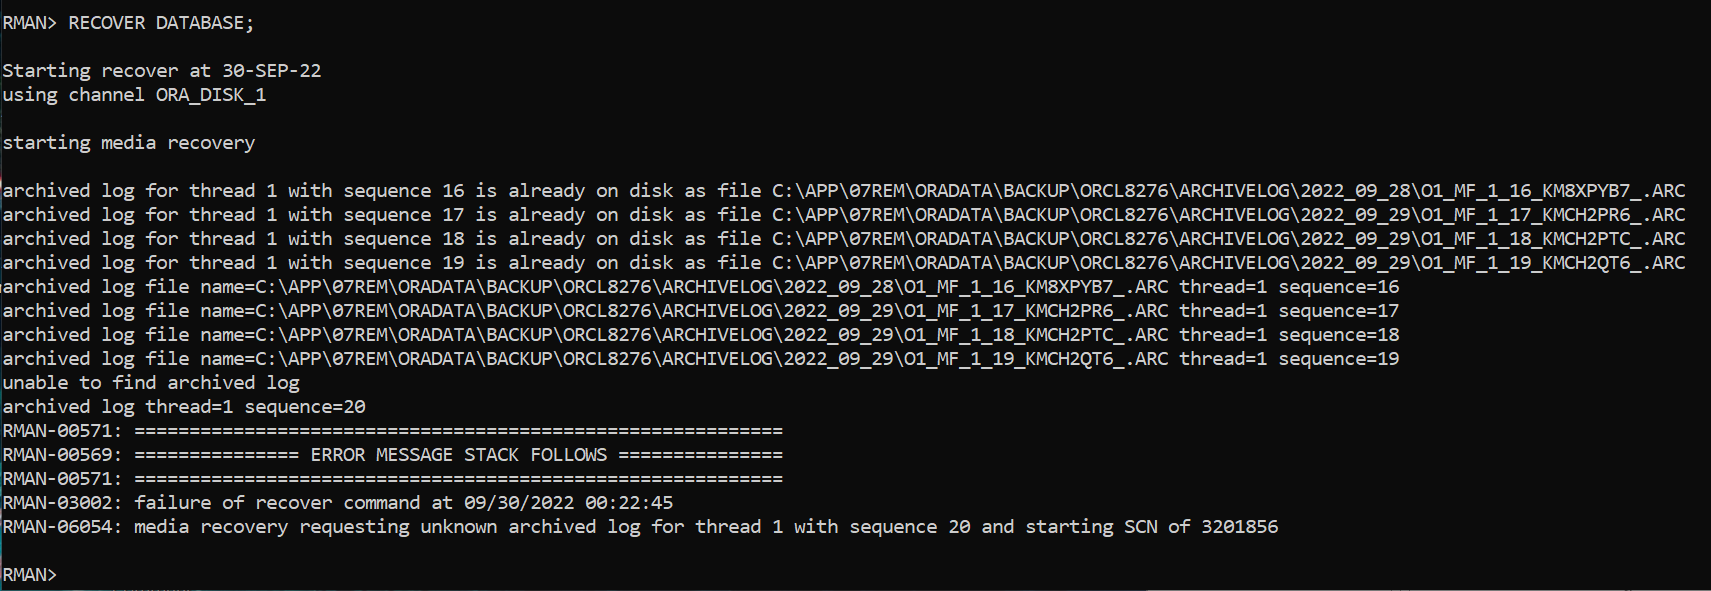 RMAN> RECOVER DATABASE;
Starting recover at 30-SEP-22
using channel ORA_DISK_1
starting media recovery
archived log for thread 1 with sequence 16 is already on disk as file C:\APP\07REM\ORADATA\BACKUP\ORCL8276\ARCHIVELOG\2022_09_28\O1_MF_1_16_KM8XPYB7_.ARC
archived log for thread 1 with sequence 17 is already on disk as file C:\APP\07REM\ORADATA\BACKUP\ORCL8276\ARCHIVELOG\2022_09_29\O1_MF_1_17_KMCH2PR6_.ARC
archived log for thread 1 with sequence 18 is already on disk as file C:\APP\07REM\ORADATA\BACKUP\ORCL8276\ARCHIVELOG\2022_09_29\O1_MF_1_18_KMCH2PTC_.ARC
archived log for thread 1 with sequence 19 is already on disk as file C:\APP\07REM\ORADATA\BACKUP\ORCL8276\ARCHIVELOG\2022_09_29\O1_MF_1_19_KMCH2QT6_.ARC
archived log file name=C:\APP\07REM\ORADATA\BACKUP\ORCL8276\ARCHIVELOG\2022_09_28\O1_MF_1_16_KM8XPYB7_.ARC thread=1 sequence=16
archived log file name=C:\APP\07REM\ORADATA\BACKUP\ORCL8276\ARCHIVELOG\2022_09_29\O1_MF_1_17_KMCH2PR6_.ARC thread=1 sequence=17
archived log file name=C:\APP\07REM\ORADATA\BACKUP\ORCL8276\ARCHIVELOG\2022_09_29\O1_MF_1_18_KMCH2PTC_.ARC thread=1 sequence=18
archived log file name=C:\APP\07REM\ORADATA\BACKUP\ORCL8276\ARCHIVELOG\2022_09_29\O1_MF_1_19_KMCH2QT6_.ARC thread=1 sequence=19
unable to find archived log
archived log thread=1 sequence=20
RMAN-00571: ===========================================================
RMAN-00569: =============== ERROR MESSAGE STACK FOLLOWS ===============
RMAN-00571: ===========================================================
RMAN-03002: failure of recover command at 09/30/2022 00:22:45
RMAN-06054: media recovery requesting unknown archived log for thread 1 with sequence 20 and starting SCN of 3201856
RMAN>